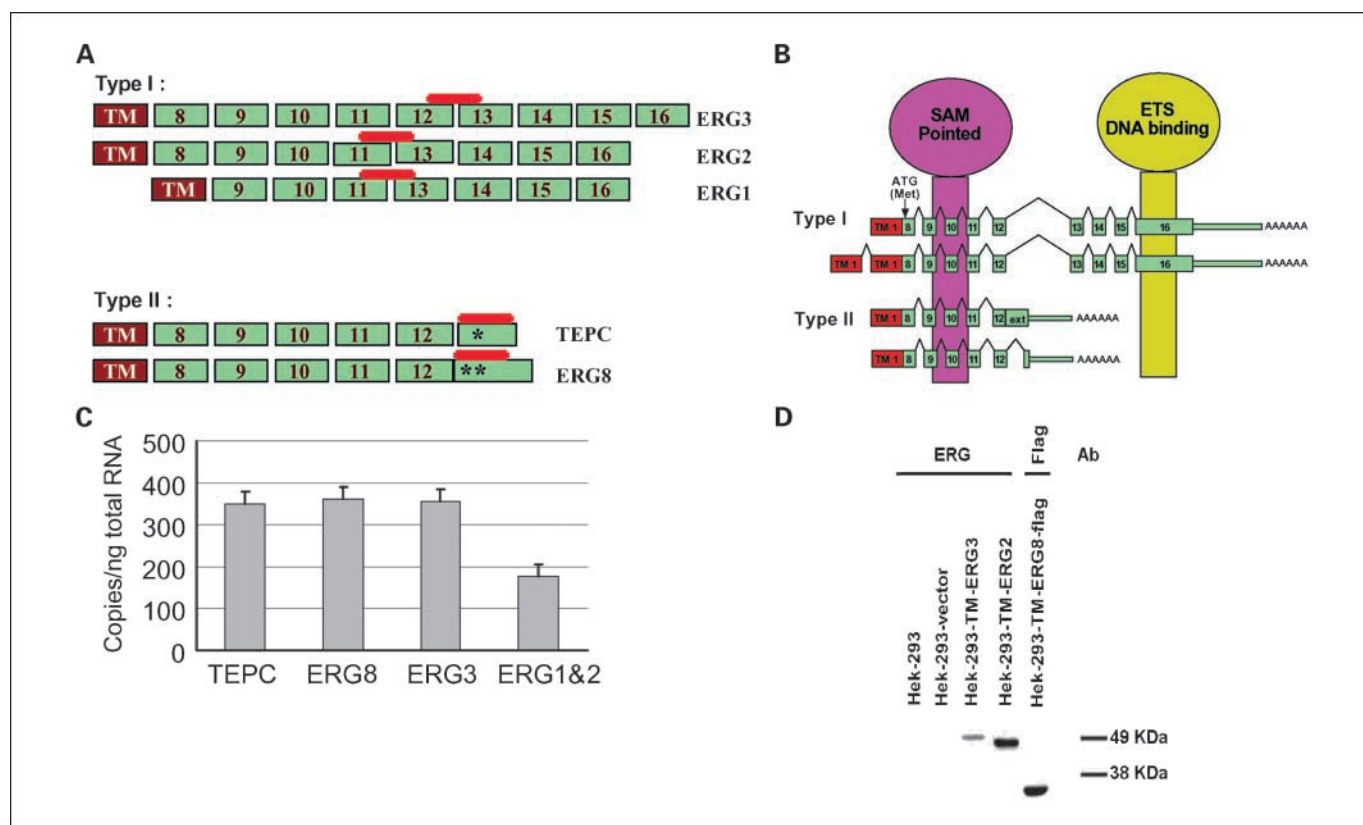 A
Type I :
TM 8 9 10 11 12 13 14 15 16 ERG3
TM 8 9 10 11 13 14 15 16 ERG2
TM 9 10 11 13 14 15 16 ERG1
Type II :
TM 8 9 10 11 12 * TEPC
TM 8 9 10 11 12 ** ERG8
B
SAM
Pointed
ETS
DNA binding
ATG
(Met)
Type I
TM 1 8 9 10 11 12 13 14 15 16 AAAAAA
TM 1 TM 1 8 9 10 11 12 13 14 15 16 AAAAAA
Type II
TM 1 8 9 10 11 12 ext AAAAAA
TM 1 8 9 10 11 12 AAAAAA
C
Copies/ng total RNA
500
400
300
200
100
0
TEPC ERG8 ERG3 ERG1&2
D
ERG Flag Ab
Hek-293
Hek-293-vector
Hek-293-TM-ERG3
Hek-293-TM-ERG2
Hek-293-TM-ERG8-flag
49 KDa
38 KDa